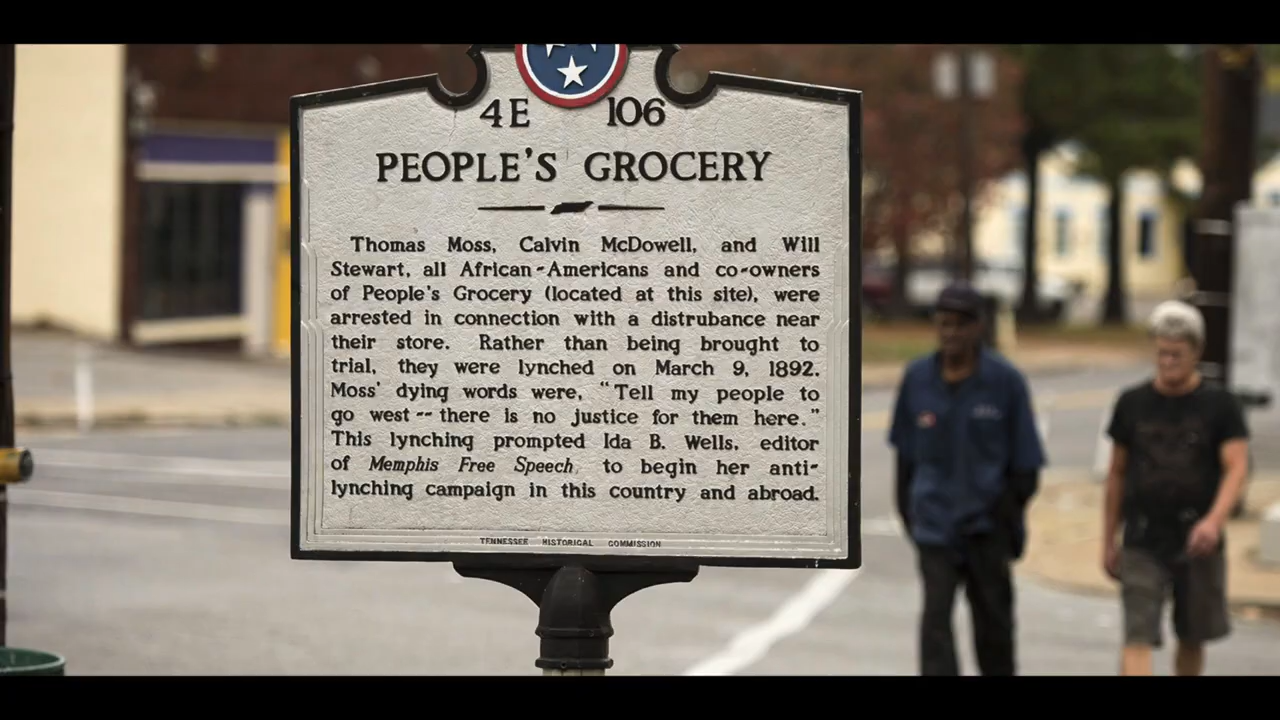 4E 106
PEOPLE'S GROCERY
Thomas Moss, Calvin McDowell, and Will
Stewart, all African-Americans and co-owners
of People's Grocery (located at this site), were
arrested in connection with a distrubance near
their store. Rather than being brought to
trial, they were lynched on March 9, 1892.
Moss' dying words were, "Tell my people to
go west -- there is no justice for them here."
This lynching prompted Ida B. Wells, editor
of Memphis Free Speech, to begin her anti-
lynching campaign in this country and abroad.
TENNESSEE HISTORICAL COMMISSION